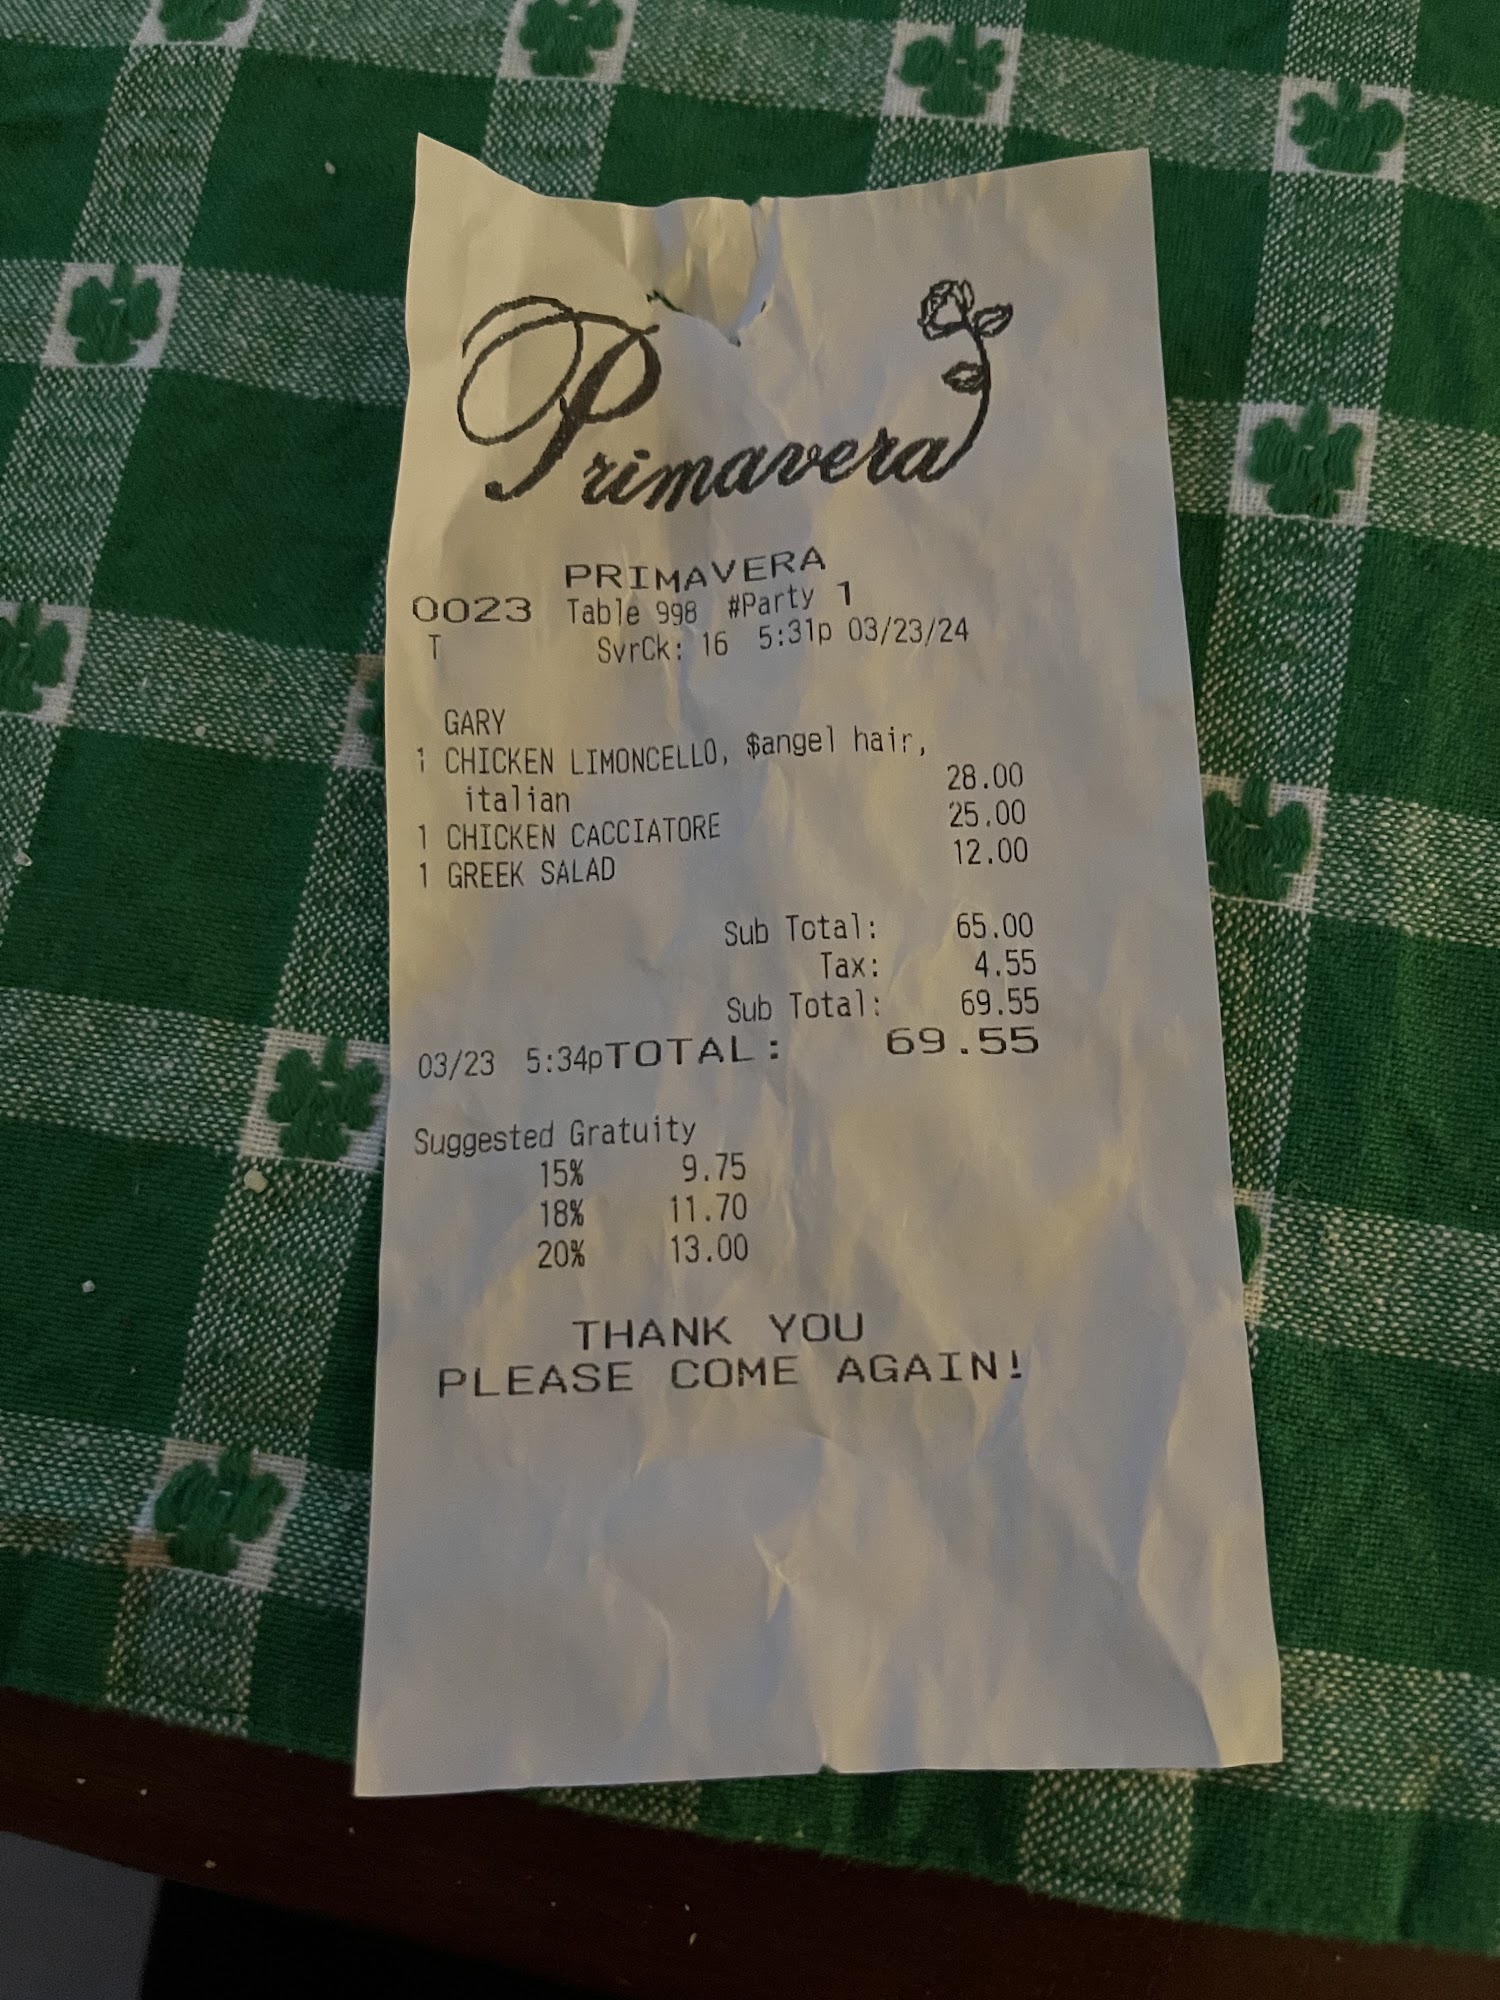 Primavera
PRIMAVERA
0023 Table 998 #Party 1
T SvrCk: 16 5:31p 03/23/24
GARY
1 CHICKEN LIMONCELLO, $angel hair,
italian 28.00
1 CHICKEN CACCIATORE 25.00
1 GREEK SALAD 12.00
Sub Total: 65.00
Tax: 4.55
Sub Total: 69.55
03/23 5:34pTOTAL: 69.55
Suggested Gratuity
15% 9.75
18% 11.70
20% 13.00
THANK YOU
PLEASE COME AGAIN!